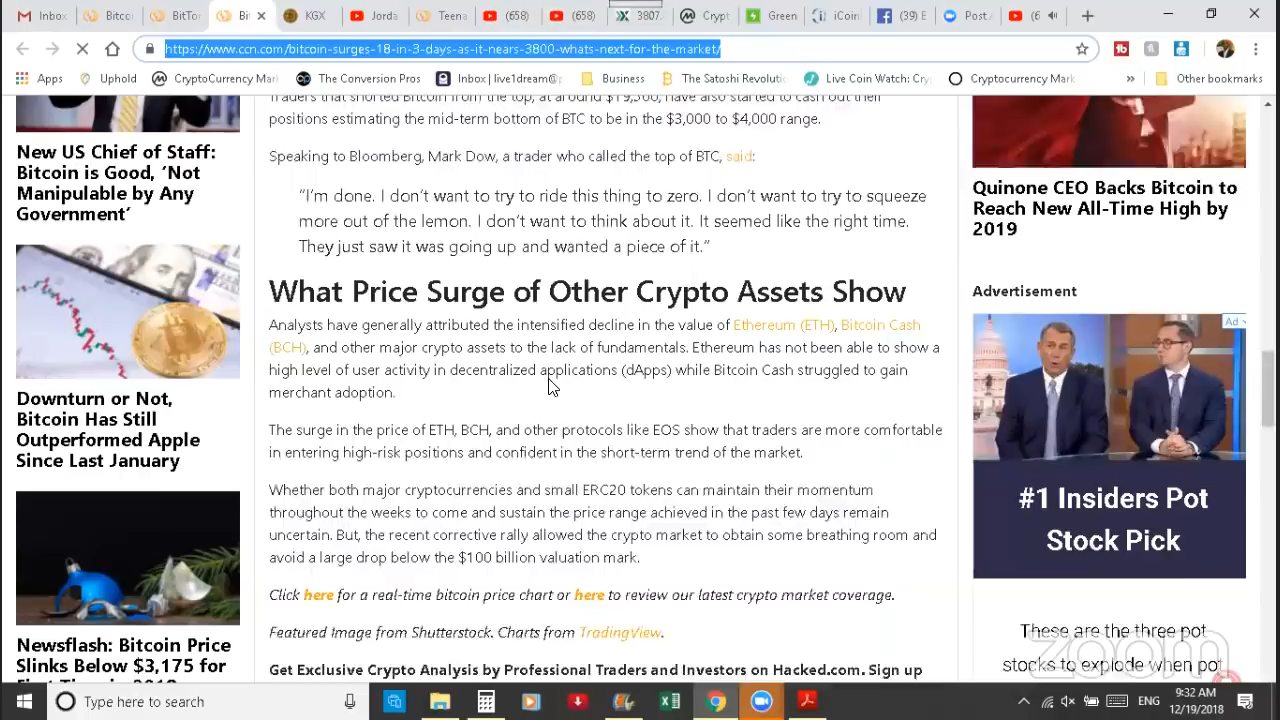 Inbox
Bitcoi
BitTor
Bi
KGX
Jorda
Teena
(658)
(658)
3807.
Crypt
Green
iCoin
(39) E
Post /
(6
https://www.ccn.com/bitcoin-surges-18-in-3-days-as-it-nears-3800-whats-next-for-the-market/
Apps
Uphold
CryptoCurrency Mark
The Conversion Pros
Inbox | live1dream@
Business
The Satoshi Revoluti
Live Coin Watch: Cry
Cryptocurrency Mark
»
Other bookmarks
New US Chief of Staff:
Bitcoin is Good, ‘Not
Manipulable by Any
Government’
Downturn or Not,
Bitcoin Has Still
Outperformed Apple
Since Last January
Newsflash: Bitcoin Price
Slinks Below $3,175 for
Traders that shorted Bitcoin from the top, at around $19,500, have also started to cash out their
positions estimating the mid-term bottom of BTC to be in the $3,000 to $4,000 range.
Speaking to Bloomberg, Mark Dow, a trader who called the top of BTC, said:
“I’m done. I don’t want to try to ride this thing to zero. I don’t want to try to squeeze
more out of the lemon. I don’t want to think about it. It seemed like the right time.
They just saw it was going up and wanted a piece of it.”
What Price Surge of Other Crypto Assets Show
Analysts have generally attributed the intensified decline in the value of Ethereum (ETH), Bitcoin Cash
(BCH), and other major crypto assets to the lack of fundamentals. Ethereum has not been able to show a
high level of user activity in decentralized applications (dApps) while Bitcoin Cash struggled to gain
merchant adoption.
The surge in the price of ETH, BCH, and other protocols like EOS show that traders are more comfortable
in entering high-risk positions and confident in the short-term trend of the market.
Whether both major cryptocurrencies and small ERC20 tokens can maintain their momentum
throughout the weeks to come and sustain the price range achieved in the past few days remain
uncertain. But, the recent corrective rally allowed the crypto market to obtain some breathing room and
avoid a large drop below the $100 billion valuation mark.
Click here for a real-time bitcoin price chart or here to review our latest crypto market coverage.
Featured Image from Shutterstock. Charts from TradingView.
Get Exclusive Crypto Analysis by Professional Traders and Investors on Hacked.com. Sign up
Quinone CEO Backs Bitcoin to
Reach New All-Time High by
2019
Advertisement
Ad
#1 Insiders Pot
Stock Pick
These are the three pot
stocks to explode when pot
zoom
Type here to search
ENG
9:32 AM
12/19/2018